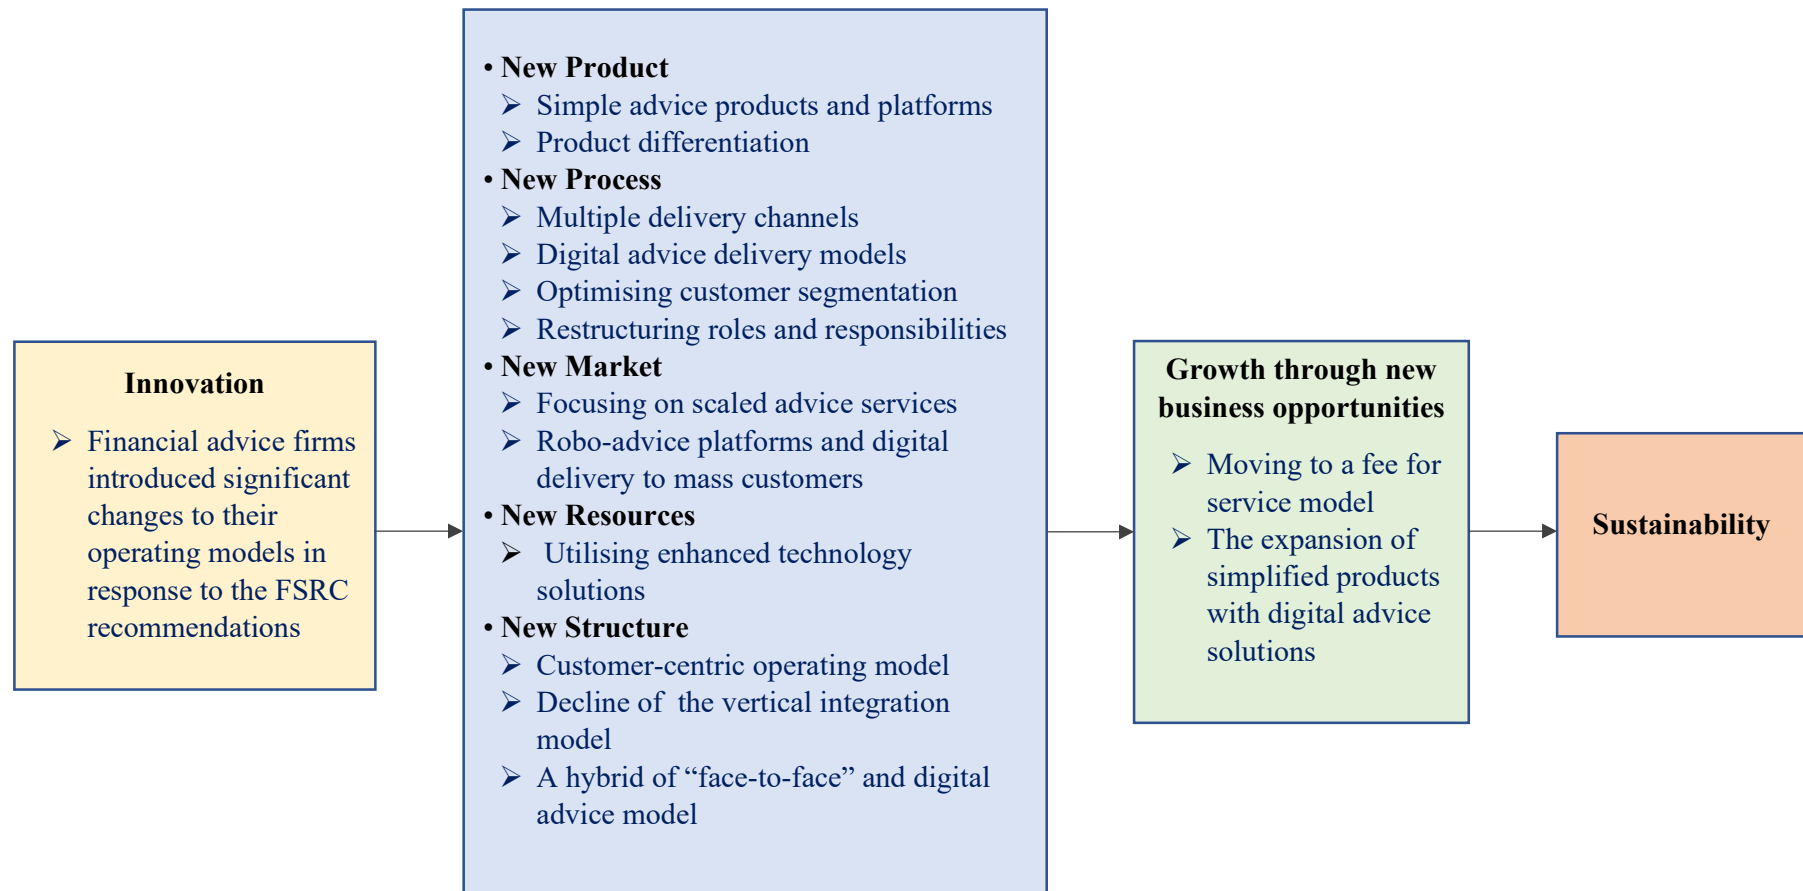 Innovation
➢ Financial advice firms
introduced significant
changes to their
operating models in
response to the FSRC
recommendations
• New Product
➢ Simple advice products and platforms
➢ Product differentiation
• New Process
➢ Multiple delivery channels
➢ Digital advice delivery models
➢ Optimising customer segmentation
➢ Restructuring roles and responsibilities
• New Market
➢ Focusing on scaled advice services
➢ Robo-advice platforms and digital
delivery to mass customers
• New Resources
➢ Utilising enhanced technology
solutions
• New Structure
➢ Customer-centric operating model
➢ Decline of the vertical integration
model
➢ A hybrid of “face-to-face” and digital
advice model
Growth through new
business opportunities
➢ Moving to a fee for
service model
➢ The expansion of
simplified products
with digital advice
solutions
Sustainability